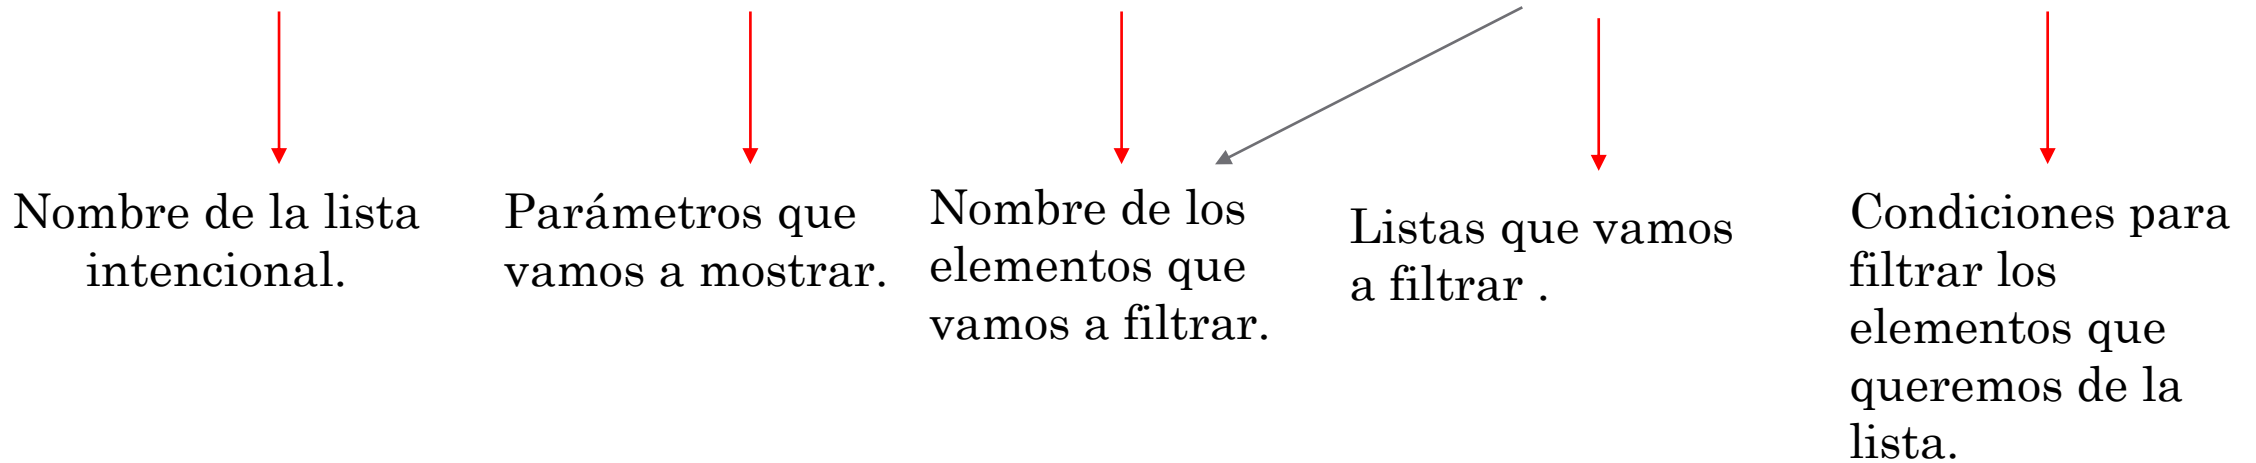 Nombre de la lista
intencional.
Parámetros que
vamos a mostrar.
Nombre de los
elementos que
vamos a filtrar.
Listas que vamos
a filtrar .
Condiciones para
filtrar los
elementos que
queremos de la
lista.